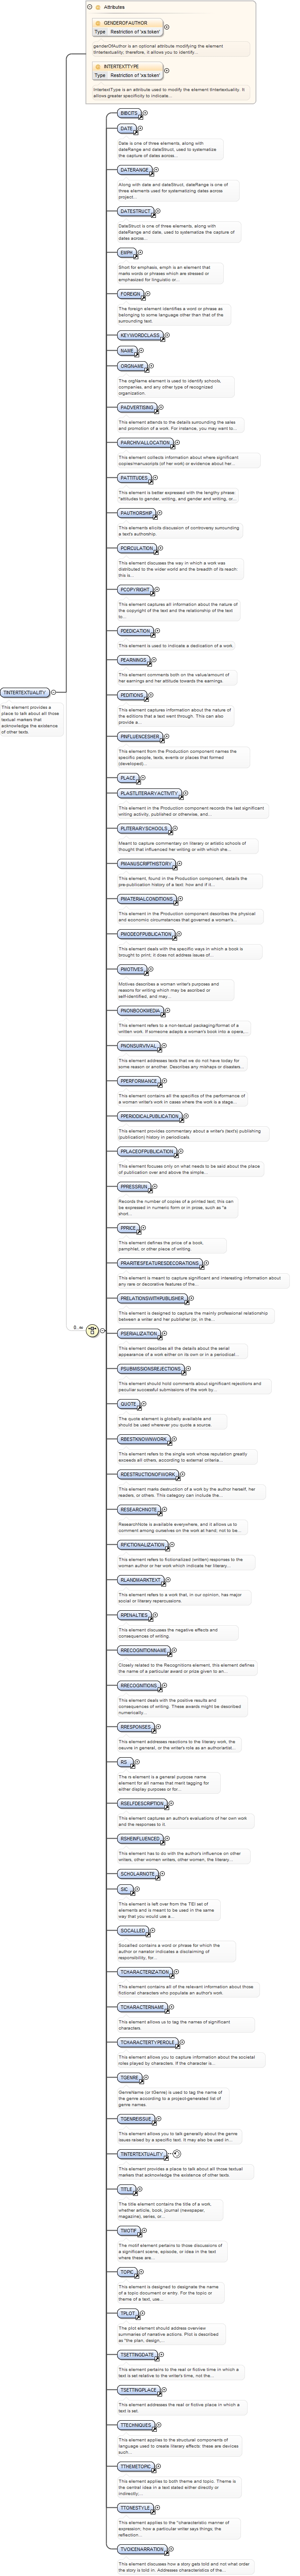 Attributes
GENDEROFAUTHOR
Type Restriction of 'xs:token'
genderOfAuthor is an optional attribute modifying the element
tIntertextuality; therefore, it allows you to identify...
INTERTEXTTYPE
Type Restriction of 'xs:token'
IntertextType is an attribute used to modify the element tIntertextuality. It
allows greater specificity to indicate...
BIBCITS
DATE
Date is one of three elements, along with
dateRange and dateStruct, used to systematize
the capture of dates across...
DATERANGE
Along with date and dateStruct, dateRange is one of
three elements used for systematizing dates across
project...
DATESTRUCT
DateStruct is one of three elements, along with
dateRange and date, used to systematize the capture of
dates across...
EMPH
Short for emphasis, emph is an element that
marks words or phrases which are stressed or
emphasized for linguistic or...
FOREIGN
The foreign element identifies a word or phrase as
belonging to some language other than that of the
surrounding text.
KEYWORDCLASS
NAME
ORGNAME
The orgName element is used to identify schools,
companies, and any other type of recognized
organization.
PADVERTISING
This element attends to the details surrounding the sales
and promotion of a work. For instance, you may want to...
PARCHIVALLOCATION
This element collects information about where significant
copies/manuscripts (of her work) or evidence about her...
PATTITUDES
This element is better expressed with the lengthy phrase:
"attitudes to gender, writing, and gender and writing, or...
PAUTHORSHIP
This elements elicits discussion of controversy surrounding
a text's authorship.
PCIRCULATION
This element discusses the way in which a work was
distributed to the wider world and the breadth of its reach:
this is...
PCOPYRIGHT
This element captures all information about the nature of
the copyright of the text and the relationship of the text
to...
PDEDICATION
This element is used to indicate a dedication of a work.
PEARNINGS
This element comments both on the value/amount of
her earnings and her attitude towards the earnings.
PEDITIONS
This element captures information about the nature of
the editions that a text went through. This can also
provide a...
PINFLUENCESHER
This element from the Production component names the
specific people, texts, events or places that formed
(developed)...
PLACE
PLASTLITERARYACTIVITY
This element in the Production component records the last significant
writing activity, published or otherwise, and...
PLITERARYSCHOOLS
Meant to capture commentary on literary or artistic schools of
thought that influenced her writing or with which she...
TINTERTEXTUALITY
This element provides a
place to talk about all those
textual markers that
acknowledge the existence
of other texts.
PMANUSCRIPTHISTORY
This element, found in the Production component, details the
pre-publication history of a text: how and if it...
PMATERIALCONDITIONS
This element in the Production component describes the physical
and economic circumstances that governed a woman's...
PMODEOFPUBLICATION
This element deals with the specific ways in which a book is
brought to print; it does not address issues of...
PMOTIVES
Motives describes a woman writer's purposes and
reasons for writing which may be ascribed or
self-identified, and may...
PNONBOOKMEDIA
This element refers to a non-textual packaging/format of a
written work. If someone adapts a woman's book into a opera,...
PNONSURVIVAL
This element addresses texts that we do not have today for
some reason or another. Describes any mishaps or disasters...
PPERFORMANCE
This element contains all the specifics of the performance of
a woman writer's work in cases where the work is a stage...
PPERIODICALPUBLICATION
This element provides commentary about a writer's (text's) publishing
(publication) history in periodicals.
PPLACEOFPUBLICATION
This element focuses only on what needs to be said about the place
of publication over and above the simple...
PPRESSRUN
Records the number of copies of a printed text; this can
be expressed in numeric form or in prose, such as "a
short...
PPRICE
This element defines the price of a book,
pamphlet, or other piece of writing.
PRARITIESFEATURESDECORATIONS
This element is meant to capture significant and interesting information about
any rare or decorative features of the...
PRELATIONSWITHPUBLISHER
This element is designed to capture the mainly professional relationship
between a writer and her publisher (or, in the...
0..∞
PSERIALIZATION
This element describes all the details about the serial
appearance of a work either on its own or in a periodical....
PSUBMISSIONSREJECTIONS
This element should hold comments about significant rejections and
peculiar successful submissions of the work by...
QUOTE
The quote element is globally available and
should be used wherever you quote a source.
RBESTKNOWNWORK
This element refers to the single work whose reputation greatly
exceeds all others, according to external criteria...
RDESTRUCTIONOFWORK
This element marks destruction of a work by the author herself, her
readers, or others. This category can include the...
RESEARCHNOTE
ResearchNote is available everywhere, and it allows us to
comment among ourselves on the work at hand, not to be...
RFICTIONALIZATION
This element refers to fictionalized (written) responses to the
woman author or her work which indicate her literary...
RLANDMARKTEXT
This element refers to a work that, in our opinion, has major
social or literary repercussions.
RPENALTIES
This element discusses the negative effects and
consequences of writing.
RRECOGNITIONNAME
Closely related to the Recognitions element, this element defines
the name of a particular award or prize given to an...
RRECOGNITIONS
This element deals with the positive results and
consequences of writing. These awards might be described
numerically...
RRESPONSES
This element addresses reactions to the literary work, the
oeuvre in general, or the writer's role as an author/artist...
RS
The rs element is a general purpose name
element for all names that merit tagging for
either display purposes or for...
RSELFDESCRIPTION
This element captures an author's evaluations of her own work
and the responses to it.
RSHEINFLUENCED
This element has to do with the author's influence on other
writers, other women writers, other women, the literary...
SCHOLARNOTE
SIC
This element is left over from the TEI set of
elements and is meant to be used in the same
way that you would use a...
SOCALLED
Socalled contains a word or phrase for which the
author or narrator indicates a disclaiming of
responsibility, for...
TCHARACTERIZATION
This element contains all of the relevant information about those
fictional characters who populate an author's work.
TCHARACTERNAME
This element allows us to tag the names of significant
characters.
TCHARACTERTYPEROLE
This element allows you to capture information about the societal
roles played by characters. If the character is...
TGENRE
GenreName (or tGenre) is used to tag the name of
the genre according to a project-generated list of
genre names.
TGENREISSUE
This element allows you to talk generally about the genre
issues raised by a specific text. It may also be used in...
TINTERTEXTUALITY
This element provides a place to talk about all those textual
markers that acknowledge the existence of other texts.
TITLE
The title element contains the title of a work,
whether article, book, journal (newspaper,
magazine), series, or...
TMOTIF
The motif element pertains to those discussions of
a significant scene, episode, or idea in the text
where these are...
TOPIC
This element is designed to designate the name
of a topic document or entry. For the topic or
theme of a text, use...
TPLOT
The plot element should address overview
summaries of narrative actions. Plot is described
as "the plan, design,...
TSETTINGDATE
This element pertains to the real or fictive time in which a
text is set relative to the writer's time, not the...
TSETTINGPLACE
This element addresses the real or fictive place in which a
text is set.
TTECHNIQUES
This element applies to the structural components of
language used to create literary effects: these are devices
such...
TTHEMETOPIC
This element applies to both theme and topic. Theme is
the central idea in a text stated either directly or
indirectly;...
TTONESTYLE
This element applies to the "characteristic manner of
expression; how a particular writer says things; the
reflection...
TVOICENARRATION
This element discusses how a story gets told and not what order
the story is told in. Addresses characteristics of the...